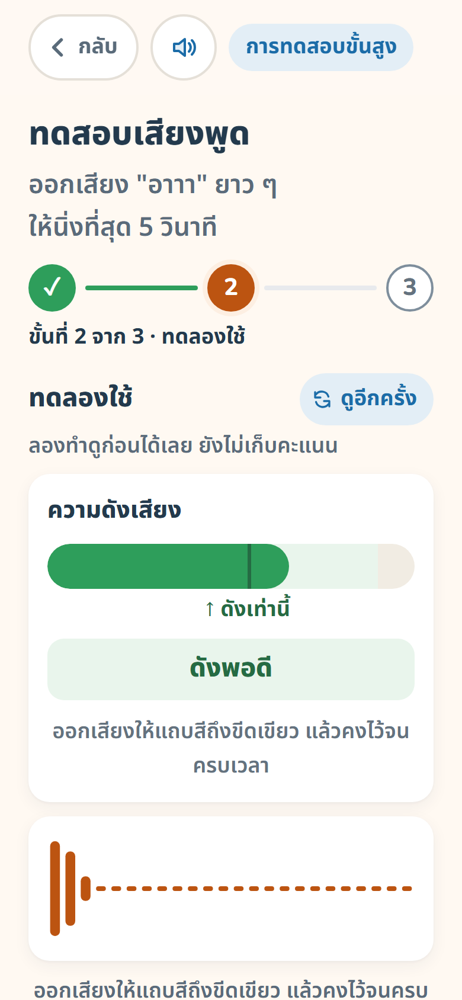 กลับ
การทดสอบขั้นสูง
ทดสอบเสียงพูด
ออกเสียง "อาาา" ยาว ๆ
ให้นิ่งที่สุด 5 วินาที
✓ 2 3
ขั้นที่ 2 จาก 3 · ทดลองใช้
ทดลองใช้
ดูอีกครั้ง
ลองทำดูก่อนได้เลย ยังไม่เก็บคะแนน
ความดังเสียง
↑ ดังเท่านี้
ดังพอดี
ออกเสียงให้แถบสีถึงขีดเขียว แล้วคงไว้จน
ครบเวลา
ออกเสียงให้แถบสีถึงขีดเขียว แล้วคงไว้จนครบ